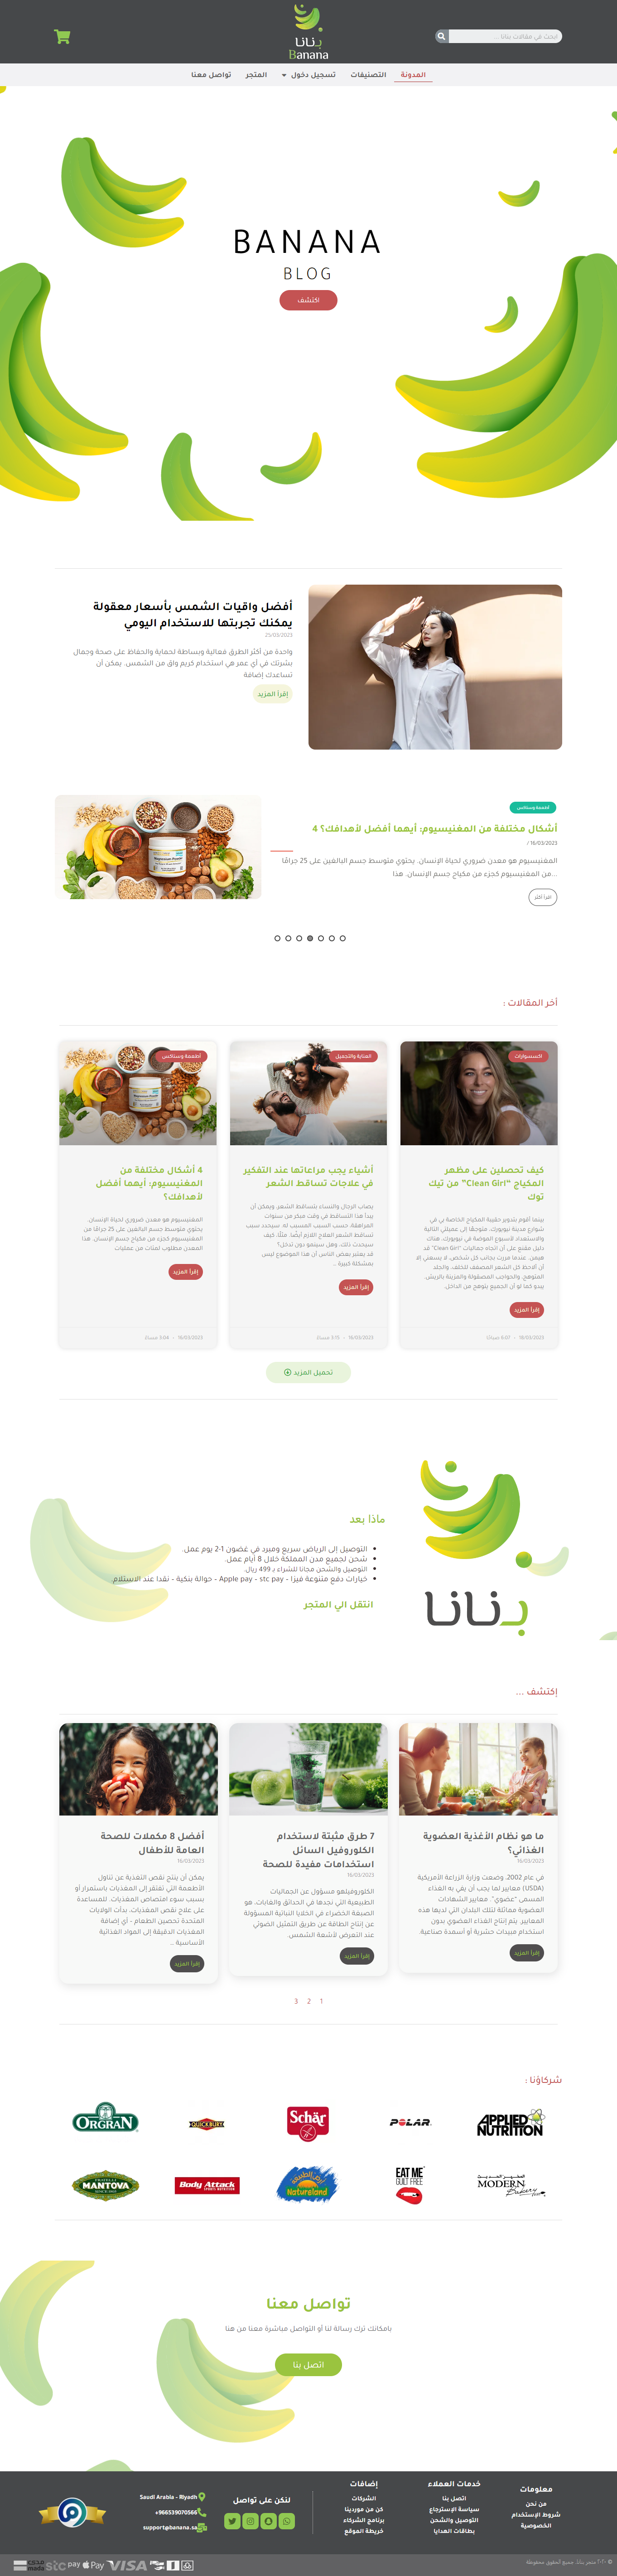 ابحث في مقالات بنانا ...
بنانا
Banana
المدونة
التصنيفات
تسجيل دخول
المتجر
تواصل معنا
BANANA
BLOG
اكتشف
أفضل واقيات الشمس بأسعار معقولة
يمكنك تجربتها للاستخدام اليومي
25/03/2023
واحدة من أكثر الطرق فعالية وبساطة لحماية والحفاظ على صحة وجمال
بشرتك في أي عمر هي استخدام كريم واق من الشمس. يمكن أن
تساعدك إضافة
إقرأ المزيد
أطعمة وسناكس
أشكال مختلفة من المغنيسيوم: أيهما أفضل لأهدافك؟ 4
16/03/2023 /
المغنيسيوم هو معدن ضروري لحياة الإنسان. يحتوي متوسط جسم البالغين على 25 جرامًا
...من المغنيسيوم كجزء من مكياج جسم الإنسان. هذا
اقرأ أكثر
أخر المقالات :
اكسسوارات
كيف تحصلين على مظهر
المكياج "Clean Girl" من تيك
توك
بينما أقوم بتدوير حقيبة المكياج الخاصة بي في
شوارع مدينة نيويورك، متوجهًا إلى عميلتي التالية
والاستعداد لأسبوع الموضة في نيويورك، هناك
دليل مقنع على أن اتجاه جماليات "Clean Girl" قد
هيمن. عندما مررت بجانب كل شخص، لا يسعني إلا
أن ألاحظ كل الشعر المصفف للخلف، والجلد
المتوهج، والحواجب المصقولة والمزينة بالريش.
يبدو كما لو أن الجميع يتوهج من الداخل.
إقرأ المزيد
16/03/2023 • 6:07 صباحًا
العناية والتجميل
أشياء يجب مراعاتها عند التفكير
في علاجات تساقط الشعر
يصاب الرجال والنساء بتساقط الشعر، ويمكن أن
يبدأ هذا التساقط في وقت مبكر من سنوات
المراهقة. حسب السبب المسبب له. سيحدد سبب
تساقط الشعر العلاج اللازم أيضًا. مثلًا، كيف
سيحدث ذلك، وهل سينمو دون تدخل؟
قد يعتبر بعض الناس أن هذا الموضوع ليس
بمشكلة كبيرة ..
إقرأ المزيد
16/03/2023 • 3:15 مساءً
أطعمة وسناكس
4 أشكال مختلفة من
المغنيسيوم: أيهما أفضل
لأهدافك؟
المغنيسيوم هو معدن ضروري لحياة الإنسان.
يحتوي متوسط جسم البالغين على 25 جرامًا من
المغنيسيوم كجزء من مكياج جسم الإنسان. هذا
المعدن مطلوب لمئات من عمليات
إقرأ المزيد
16/03/2023 • 3:04 مساءً
تحميل المزيد
بنانا
ماذا بعد
التوصيل إلى الرياض سريع ومبرد في غضون 1-2 يوم عمل.
شحن لجميع مدن المملكة خلال 8 أيام عمل.
التوصيل والشحن مجانا للشراء بـ 499 ريال.
خيارات دفع متنوعة فيزا – Apple pay – stc pay – حوالة بنكية – نقدا عند الاستلام.
انتقل الي المتجر
إكتشف ...
ما هو نظام الأغذية العضوية
الغذائي؟
16/03/2023
في عام 2002، وضعت وزارة الزراعة الأمريكية
(USDA) معايير لما يجب أن يفي به الغذاء
المسمى "عضوي". معايير الشهادات
العضوية مماثلة لتلك البلدان التي لديها هذه
المعايير. يتم إنتاج الغذاء العضوي بدون
استخدام مبيدات حشرية أو أسمدة صناعية.
إقرأ المزيد
7 طرق مثبتة لاستخدام
الكلوروفيل السائل
استخدامات مفيدة للصحة
16/03/2023
الكلوروفيلهو مسؤول عن الجماليات
الطبيعية التي نجدها في الحدائق والغابات، هو
الصبغة الخضراء في الخلايا النباتية المسؤولة
عن إنتاج الطاقة عن طريق التمثيل الضوئي
عند التعرض لأشعة الشمس.
إقرأ المزيد
أفضل 8 مكملات للصحة
العامة للأطفال
16/03/2023
يمكن أن ينتج نقص التغذية عن تناول
الأطعمة التي تفتقر إلى المغذيات باستمرار أو
بسبب سوء امتصاص المغذيات. للمساعدة
على علاج نقص المغذيات، بدأت الولايات
المتحدة تحصين الطعام – أي إضافة
المغذيات الدقيقة إلى المواد الغذائية
الأساسية ..
إقرأ المزيد
1 2 3
شركاؤنا :
APPLIED NUTRITION
POLAR
Schär
QUICKBURY
ORGRAN
MODERN Bakery
EAT ME GUILT FREE
أرض الطبيعة Natursland
Body Attack SPORTS NUTRITION
MANTOVA
تواصل معنا
بامكانك ترك رسالة لنا أو التواصل مباشرة معنا من هنا
اتصل بنا
معلومات
من نحن
شروط الإستخدام
الخصوصية
خدمات العملاء
اتصل بنا
سياسة الإسترجاع
التوصيل والشحن
بطاقات الهدايا
إضافات
الشركات
كن من موردينا
برنامج الشركاء
خريطة الموقع
لنكن على تواصل
Saudi Arabia - Riyadh
+966539070566
support@banana.sa
© ٢٠٢٠ متجر بنانا. جميع الحقوق محفوظة
mada stc pay Apple Pay VISA